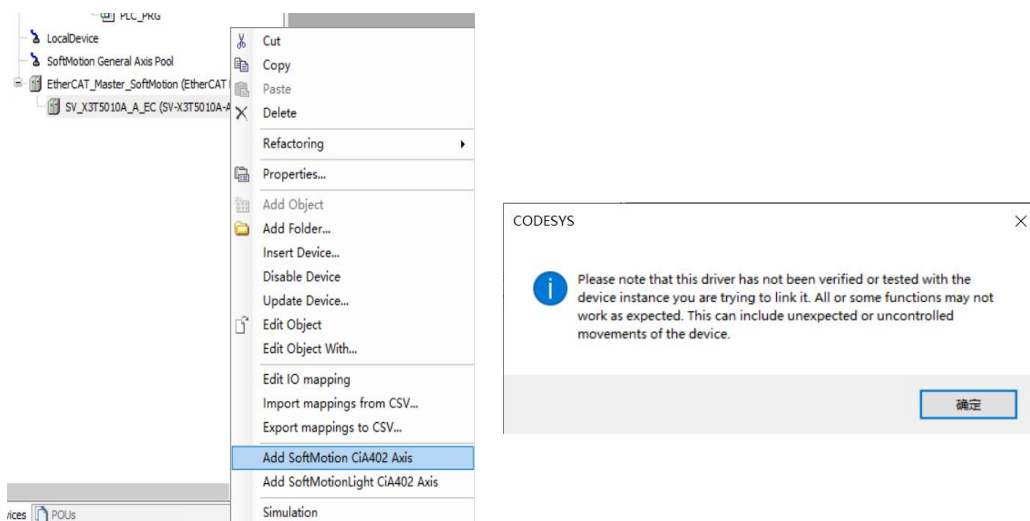 PLC_PRG
LocalDevice
SoftMotion General Axis Pool
EtherCAT_Master_SoftMotion (EtherCAT
SV_X3T5010A_A_EC (SV-X3T5010A-A
Cut
Copy
Paste
Delete
Refactoring
Properties...
Add Object
Add Folder...
Insert Device...
Disable Device
Update Device...
Edit Object
Edit Object With...
Edit IO mapping
Import mappings from CSV...
Export mappings to CSV...
Add SoftMotion CiA402 Axis
Add SoftMotionLight CiA402 Axis
Simulation
vices
POUs
CODESYS
Please note that this driver has not been verified or tested with the
device instance you are trying to link it. All or some functions may not
work as expected. This can include unexpected or uncontrolled
movements of the device.
确定